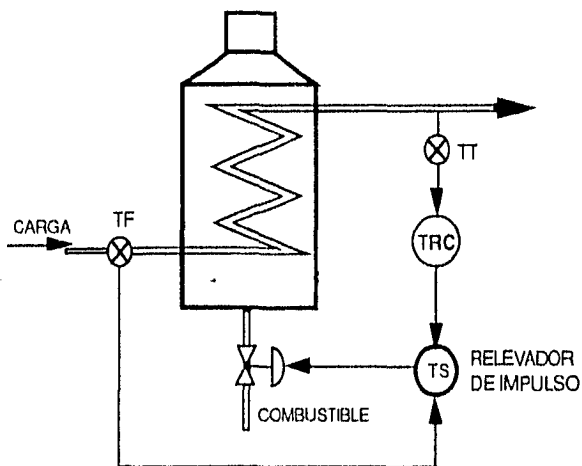 TT
TF
CARGA
TRC
TS
RELEVADOR
DE IMPULSO
COMBUSTIBLE